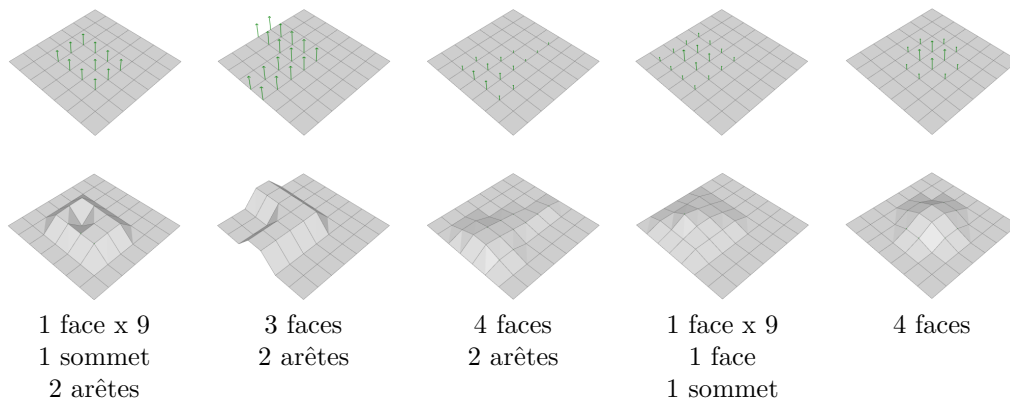 1 face x 9
1 sommet
2 arêtes
3 faces
2 arêtes
4 faces
2 arêtes
1 face x 9
1 face
1 sommet
4 faces